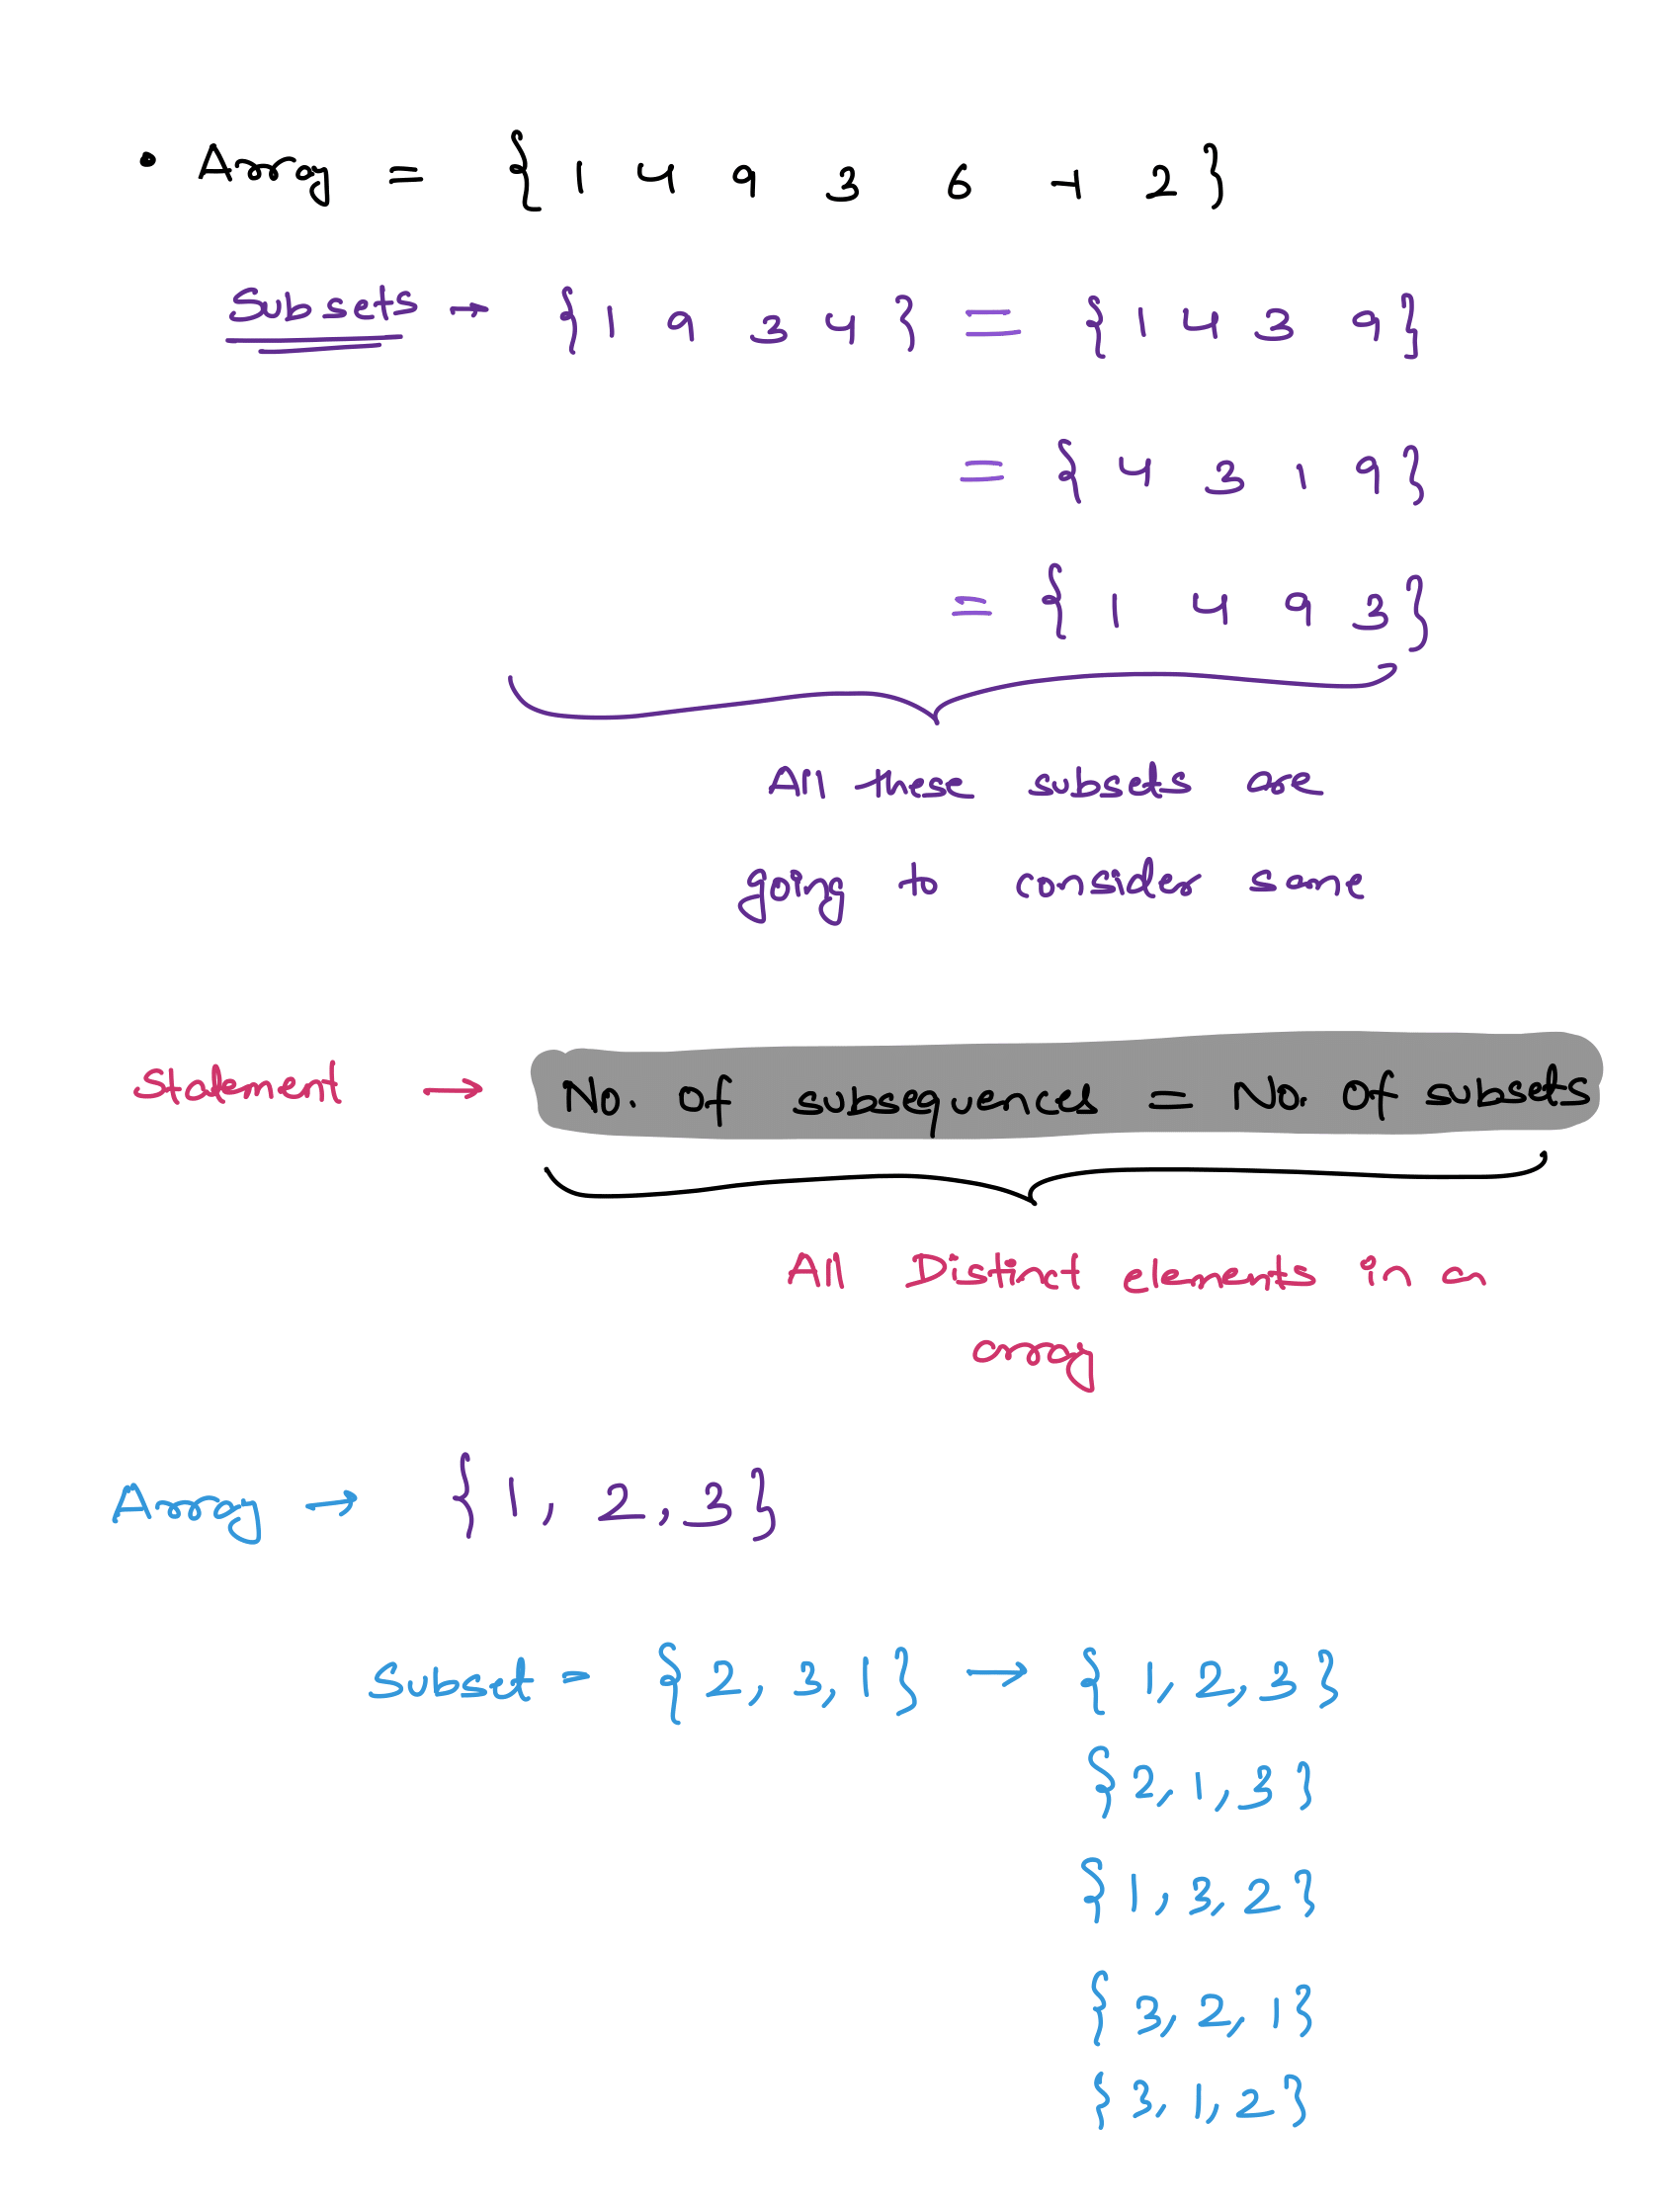 • Array = { 1 4 9 3 6 -1 2 }
Subsets → { 1 9 3 4 } = { 1 4 3 9 }
= { 4 3 1 9 }
= { 1 4 9 3 }
All these subsets are
going to consider same
Statement → No. Of subsequences = No. Of subsets
All Distinct elements in an
array
Array → { 1, 2, 3 }
Subset = { 2, 3, 1 } → { 1, 2, 3 }
{ 2, 1, 3 }
{ 1, 3, 2 }
{ 3, 2, 1 }
{ 3, 1, 2 }